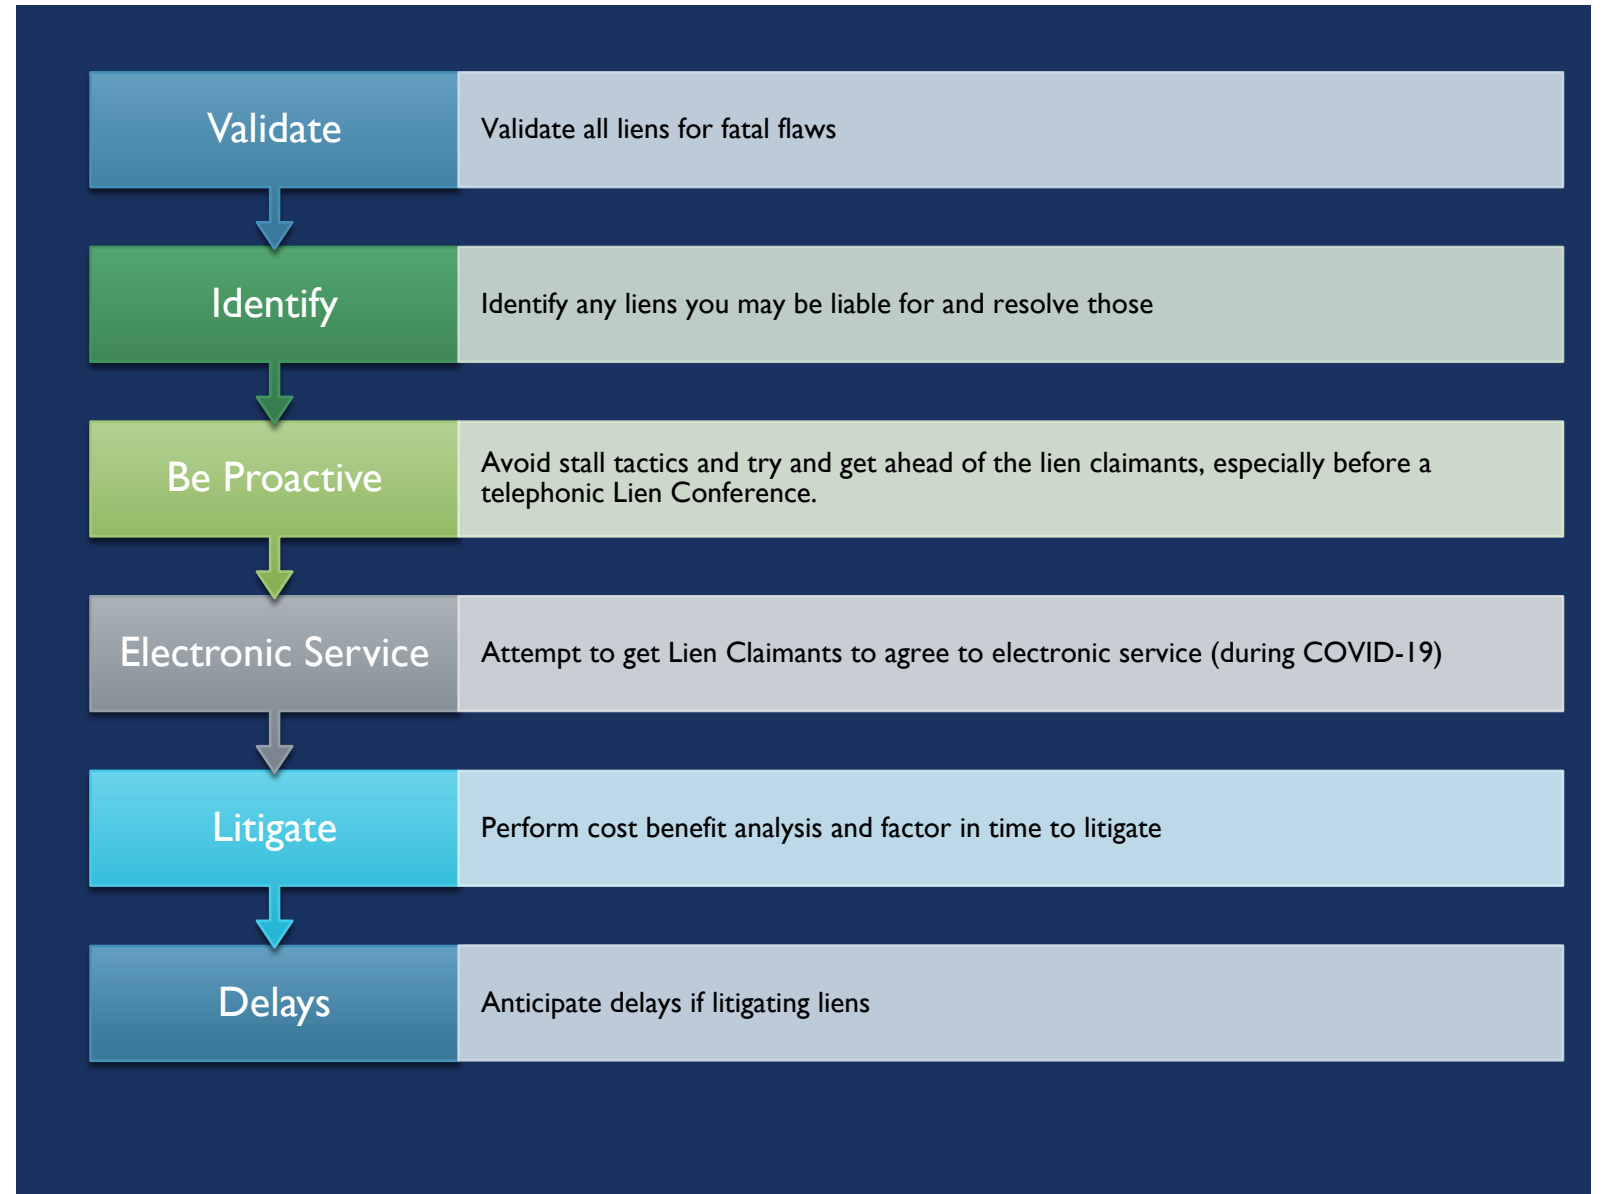 Validate
Validate all liens for fatal flaws
Identify
Identify any liens you may be liable for and resolve those
Be Proactive
Avoid stall tactics and try and get ahead of the lien claimants, especially before a
telephonic Lien Conference.
Electronic Service
Attempt to get Lien Claimants to agree to electronic service (during COVID-19)
Litigate
Perform cost benefit analysis and factor in time to litigate
Delays
Anticipate delays if litigating liens